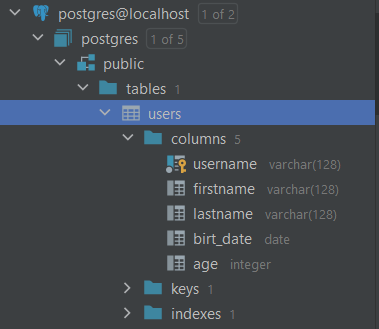 postgres@localhost 1 of 2
postgres 1 of 5
public
tables 1
users
columns 5
username varchar(128)
firstname varchar(128)
lastname varchar(128)
birt_date date
age integer
keys 1
indexes 1